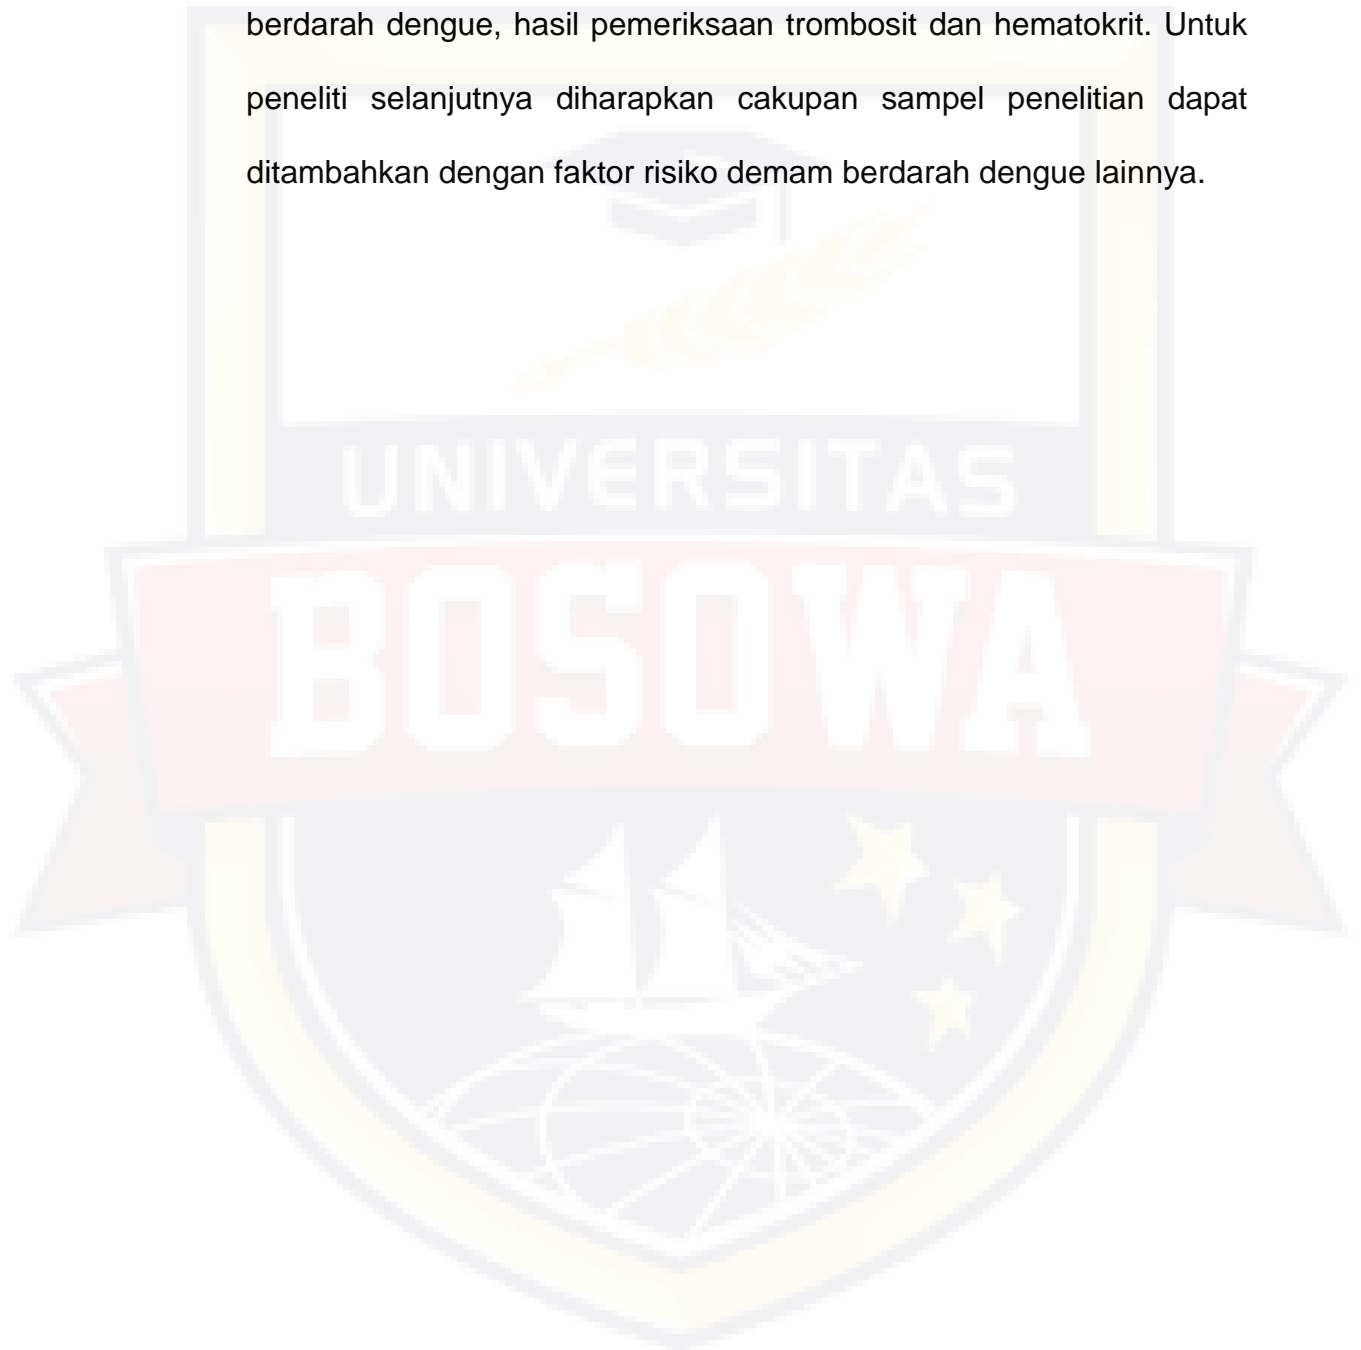 berdarah dengue, hasil pemeriksaan trombosit dan hematokrit. Untuk
peneliti selanjutnya diharapkan cakupan sampel penelitian dapat
ditambahkan dengan faktor risiko demam berdarah dengue lainnya.
UNIVERSITAS
BOSOWA